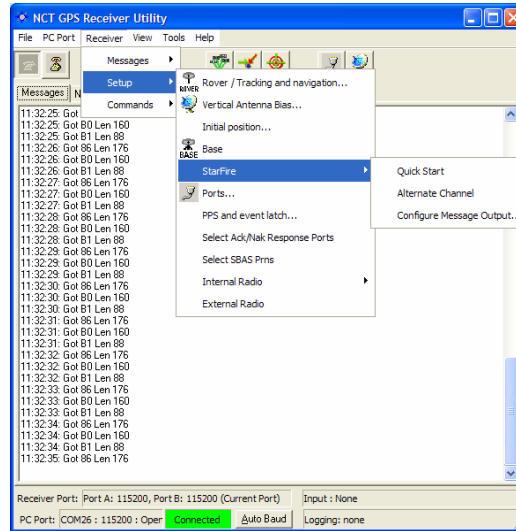 NCT GPS Receiver Utility
File PC Port Receiver View Tools Help
Messages
Setup
Commands
Messages N
ROVER Rover / Tracking and navigation...
Vertical Antenna Bias...
Initial position...
BASE Base
StarFire
Ports...
PPS and event latch...
Select Ack/Nak Response Ports
Select SBAS Prns
Internal Radio
External Radio
Quick Start
Alternate Channel
Configure Message Output..
11:32:25: Got
11:32:25: Got B0 Len 160
11:32:25: Got B1 Len 88
11:32:26: Got 86 Len 176
11:32:26: Got B0 Len 160
11:32:26: Got B1 Len 88
11:32:27: Got 86 Len 176
11:32:27: Got B0 Len 160
11:32:27: Got B1 Len 88
11:32:28: Got 86 Len 176
11:32:28: Got B0 Len 160
11:32:28: Got B1 Len 88
11:32:29: Got 86 Len 176
11:32:29: Got B0 Len 160
11:32:29: Got B1 Len 88
11:32:30: Got 86 Len 176
11:32:30: Got B0 Len 160
11:32:30: Got B1 Len 88
11:32:31: Got 86 Len 176
11:32:31: Got B0 Len 160
11:32:31: Got B1 Len 88
11:32:32: Got 86 Len 176
11:32:32: Got B0 Len 160
11:32:32: Got B1 Len 88
11:32:33: Got 86 Len 176
11:32:33: Got B0 Len 160
11:32:33: Got B1 Len 88
11:32:34: Got 86 Len 176
11:32:34: Got B0 Len 160
11:32:34: Got B1 Len 88
11:32:35: Got 86 Len 176
Receiver Port: Port A: 115200, Port B: 115200 (Current Port) Input : None
PC Port: COM26 : 115200 : Oper Connected Auto Baud Logging: none